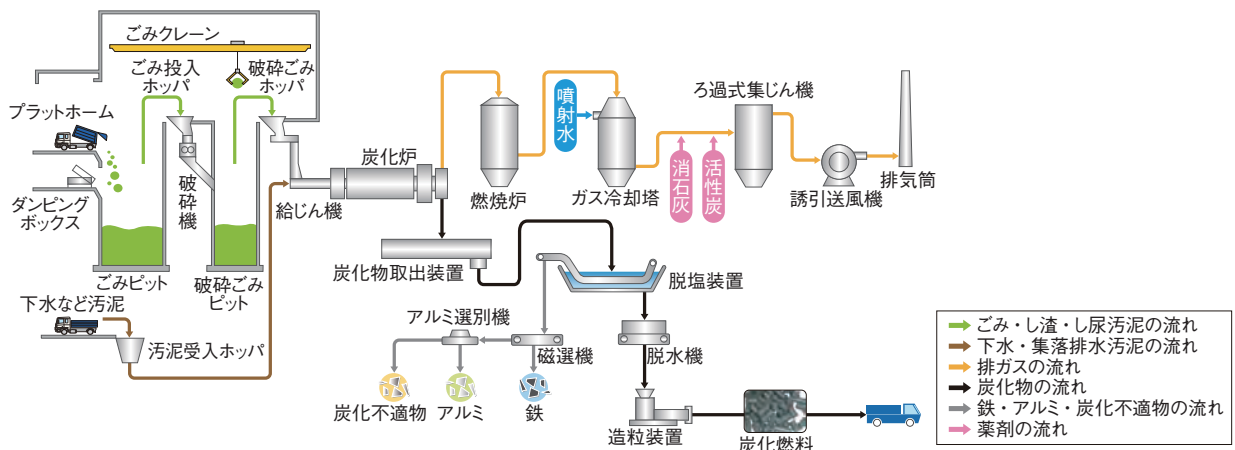 ごみクレーン
ごみ投入
ホッパ
破砕ごみ
ホッパ
プラットホーム
ダンピング
ボックス
破砕機
ごみピット
破砕ごみ
ピット
下水など汚泥
汚泥受入ホッパ
給じん機
炭化炉
燃焼炉
噴射水
ガス冷却塔
消石灰
活性炭
ろ過式集じん機
誘引送風機
排気筒
炭化物取出装置
脱塩装置
アルミ選別機
磁選機
脱水機
炭化不適物
アルミ
鉄
造粒装置
炭化燃料
ごみ・し渣・し尿汚泥の流れ
下水・集落排水汚泥の流れ
排ガスの流れ
炭化物の流れ
鉄・アルミ・炭化不適物の流れ
薬剤の流れ